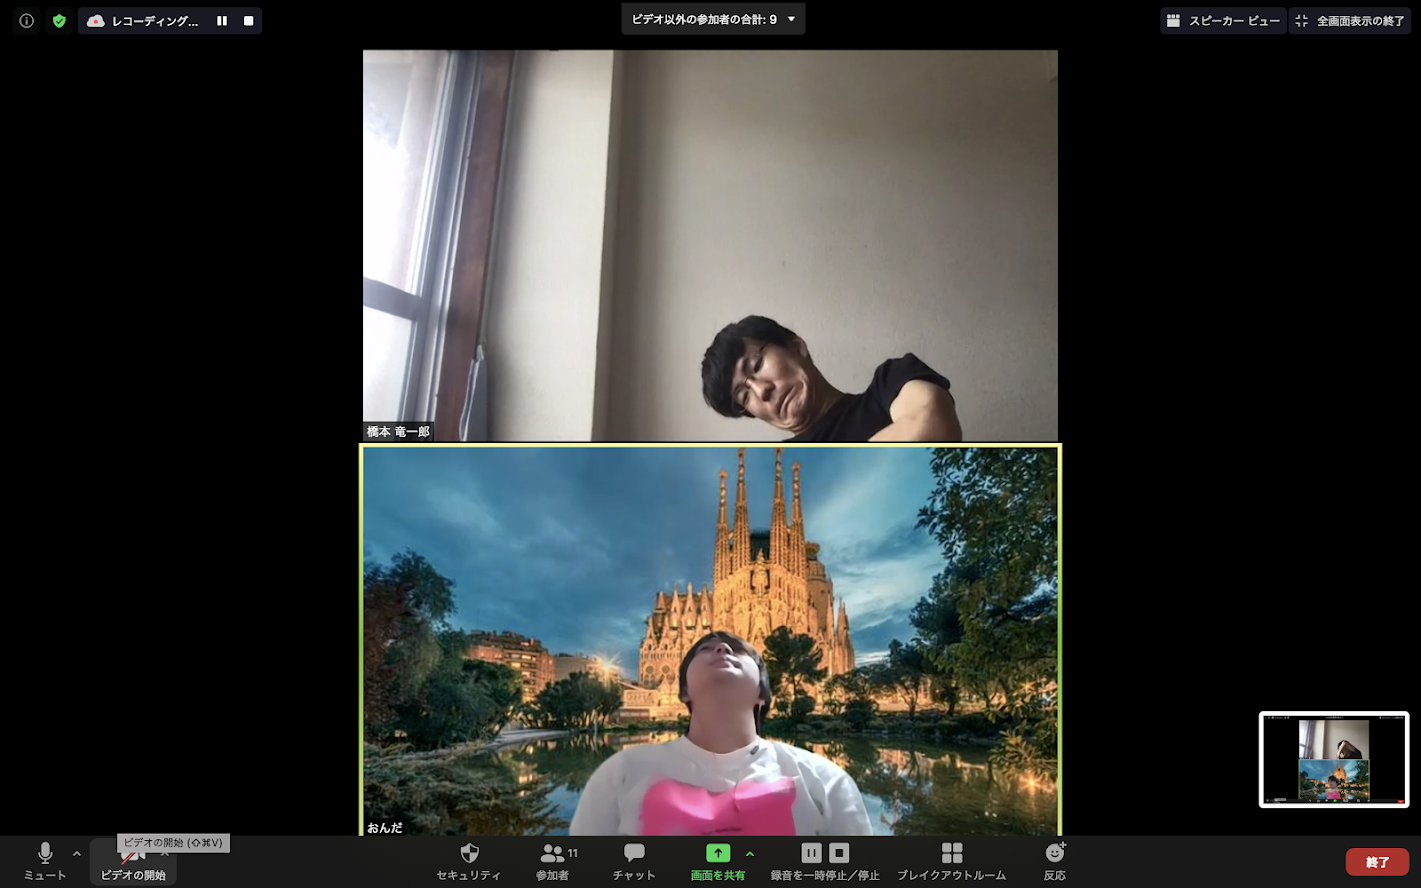 レコーディング...
ビデオ以外の参加者の合計: 9
スピーカー ビュー
全画面表示の終了
橋本 竜一郎
おんだ
ビデオの開始 (⇧⌘V)
11
ミュート
ビデオの開始
セキュリティ
参加者
チャット
画面を共有
録音を一時停止/停止
ブレイクアウトルーム
反応
終了